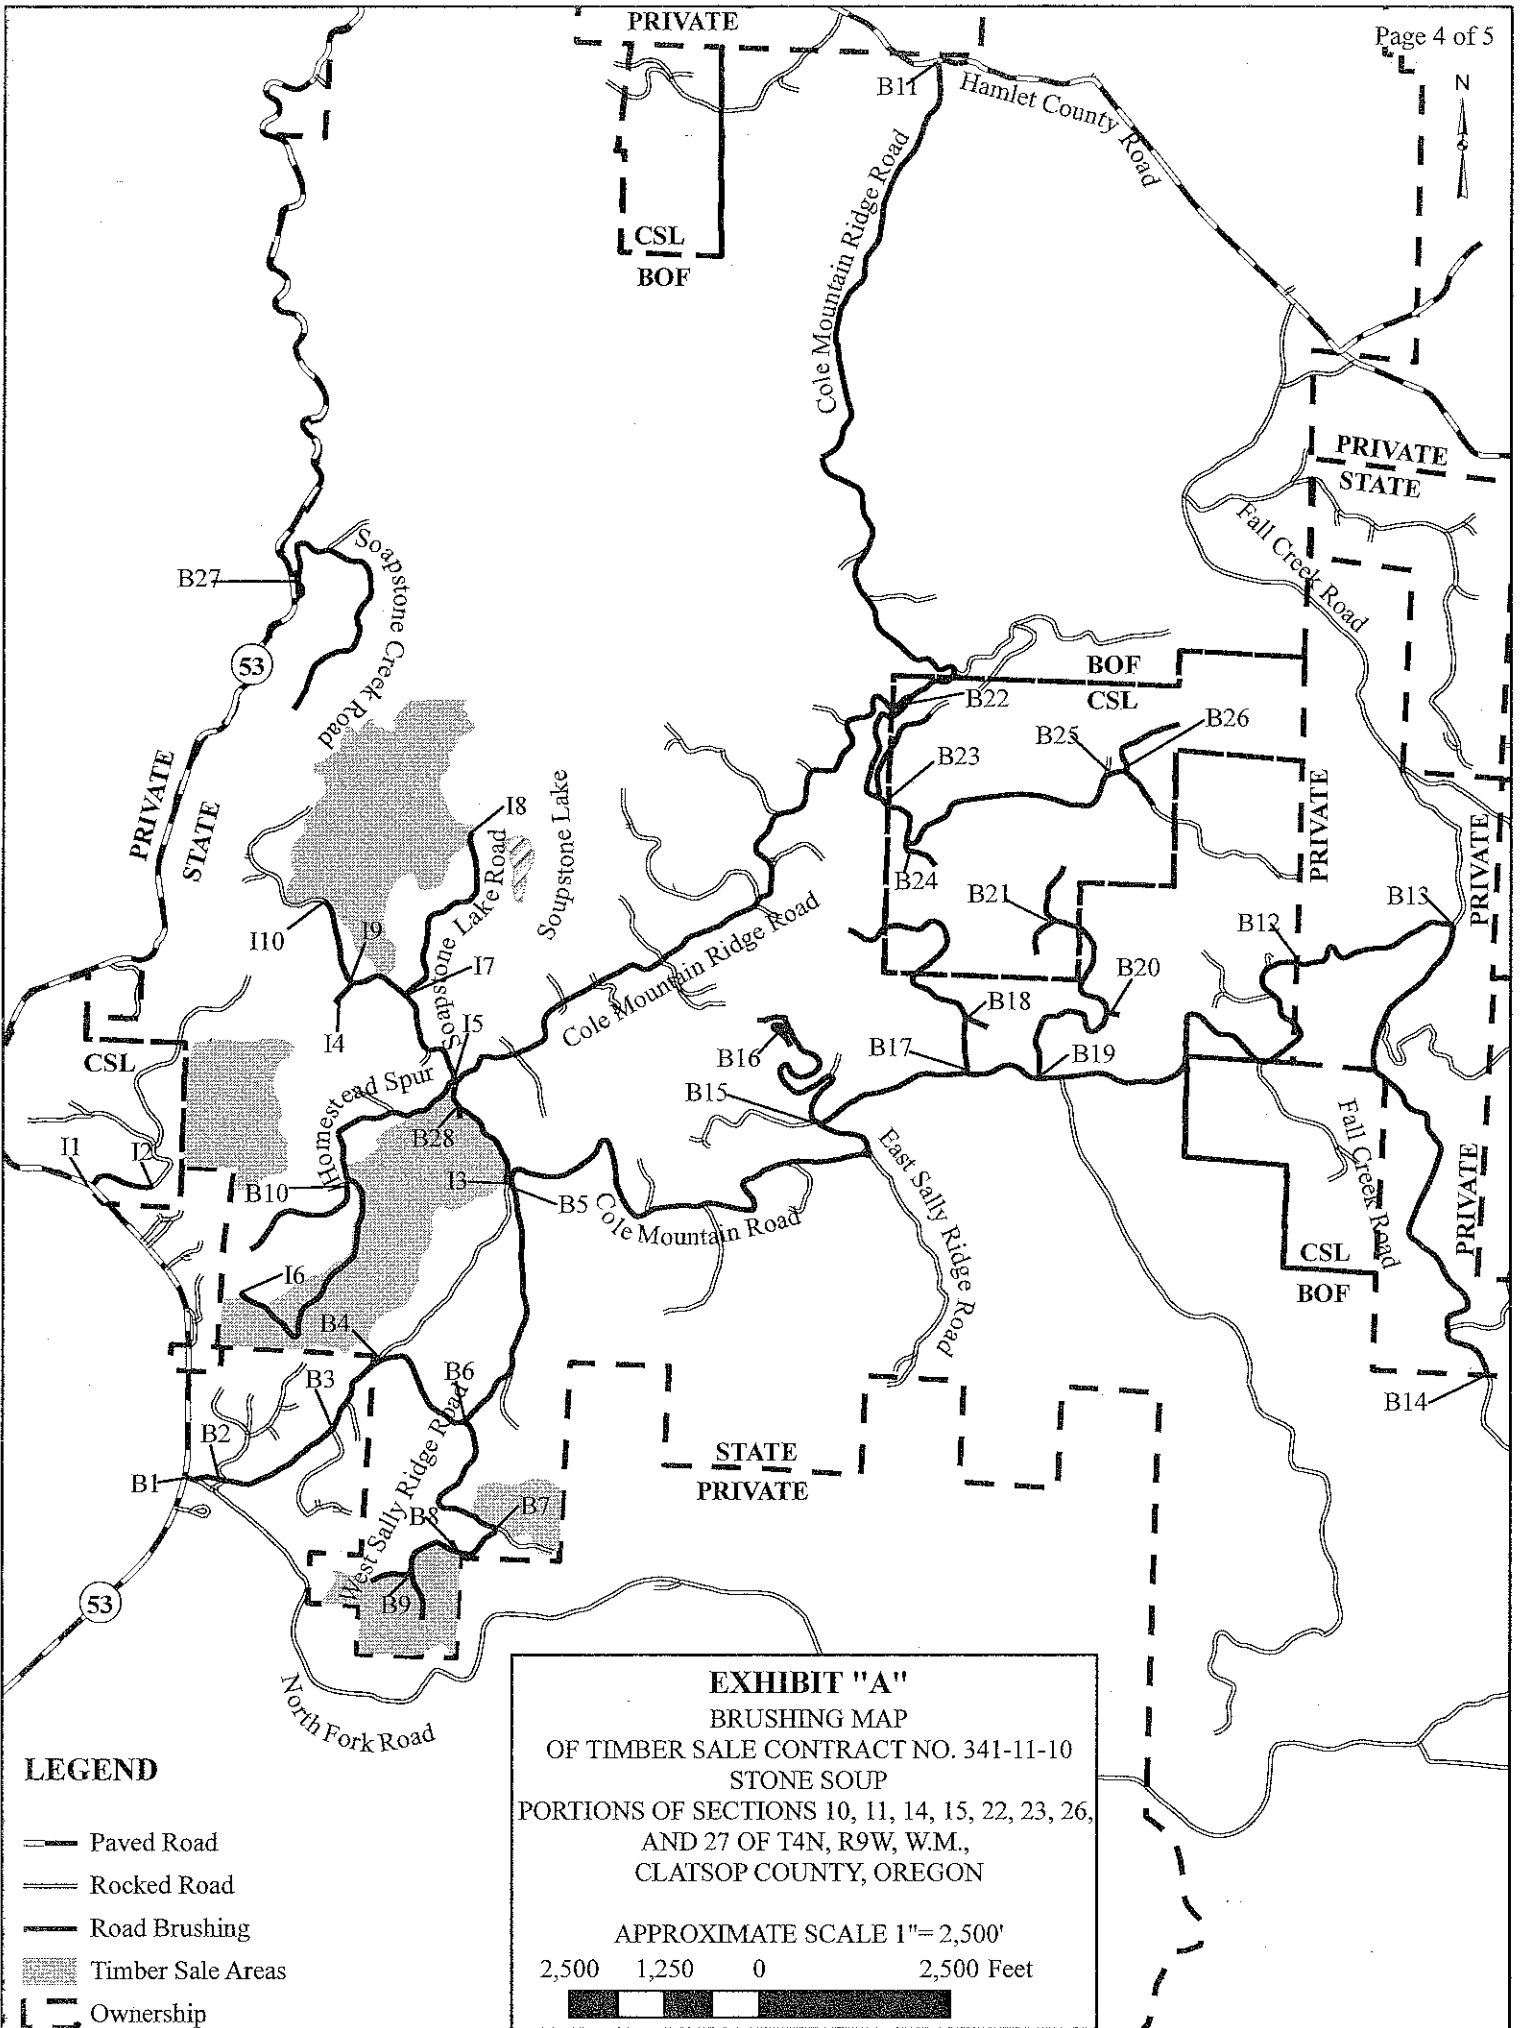 Page 4 of 5
N
PRIVATE
B11
Hamlet County Road
Cole Mountain Ridge Road
CSL
BOF
PRIVATE
STATE
Fall Creek Road
B27
Soapstone Creek Road
53
BOF
CSL
B22
B25
B26
B23
PRIVATE
STATE
I8
Soapstone Lake Road
Soupstone Lake
B24
B21
PRIVATE
PRIVATE
B13
B12
I10
I9
I7
Cole Mountain Ridge Road
B20
B18
I4
I5
CSL
Homestead Spur
B16
B17
B19
B15
B28
I1
I2
B10
I3
B5
Cole Mountain Road
East Sally Ridge Road
Fall Creek Road
PRIVATE
CSL
BOF
I6
B4
B3
B6
B2
B1
West Sally Ridge Road
STATE
PRIVATE
B14
B8
B7
B9
53
North Fork Road
EXHIBIT "A"
BRUSHING MAP
OF TIMBER SALE CONTRACT NO. 341-11-10
STONE SOUP
PORTIONS OF SECTIONS 10, 11, 14, 15, 22, 23, 26,
AND 27 OF T4N, R9W, W.M.,
CLATSOP COUNTY, OREGON
APPROXIMATE SCALE 1"= 2,500'
2,500 1,250 0 2,500 Feet
LEGEND
Paved Road
Rocked Road
Road Brushing
Timber Sale Areas
Ownership